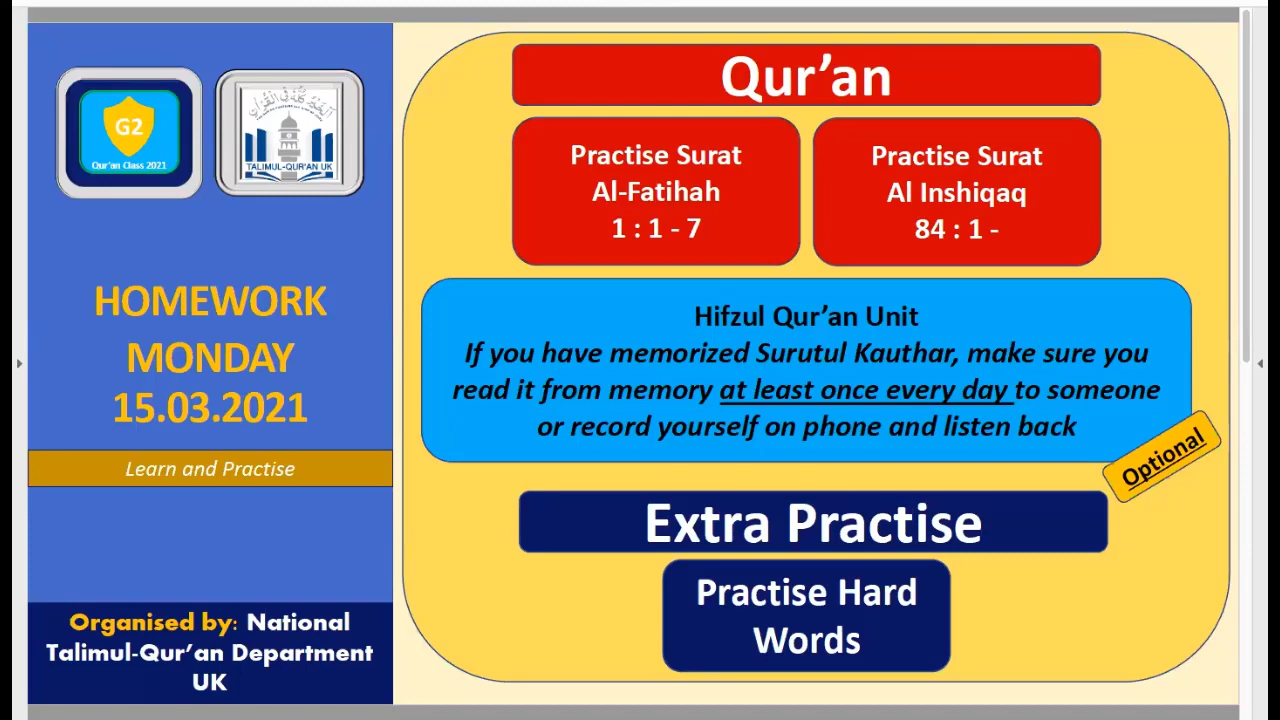 G2
Qur'an Class 2021
الخير كله في القرآن
TALIMUL-QUR'AN UK
HOMEWORK
MONDAY
15.03.2021
Learn and Practise
Organised by: National
Talimul-Qur'an Department
UK
Qur'an
Practise Surat
Al-Fatihah
1 : 1 - 7
Practise Surat
Al Inshiqaq
84 : 1 -
Hifzul Qur'an Unit
If you have memorized Surutul Kauthar, make sure you
read it from memory at least once every day to someone
or record yourself on phone and listen back
Optional
Extra Practise
Practise Hard
Words